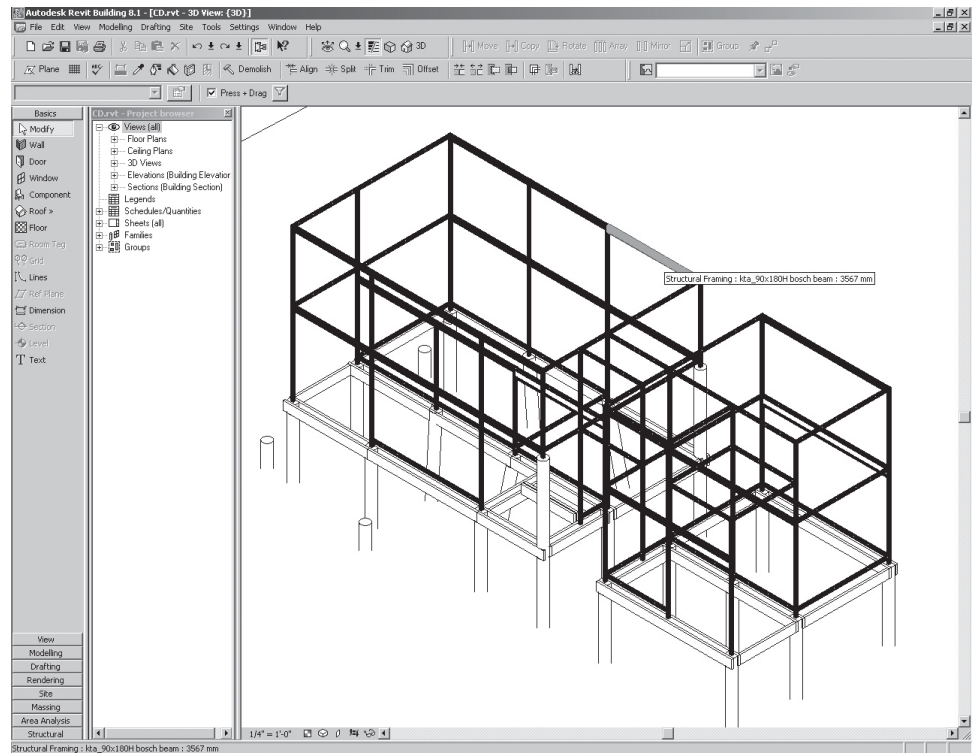 Autodesk Revit Building 8.1 - [CD.rvt - 3D View: {3D}]
File Edit View Modelling Drafting Site Tools Settings Window Help
3D Move Copy Rotate Array Mirror Group
Plane Demolish Align Split Trim Offset
Press + Drag
Basics
Modify
Wall
Door
Window
Component
Roof »
Floor
Room Tag
Grid
Lines
Ref Plane
Dimension
Section
Level
Text
View
Modelling
Drafting
Rendering
Site
Massing
Area Analysis
Structural
CD.rvt - Project browser
Views (all)
Floor Plans
Ceiling Plans
3D Views
Elevations (Building Elevation
Sections (Building Section)
Legends
Schedules/Quantities
Sheets (all)
Families
Groups
Structural Framing : kta_90x180H bosch beam : 3567 mm
1/4" = 1'-0"
Structural Framing : kta_90x180H bosch beam : 3567 mm